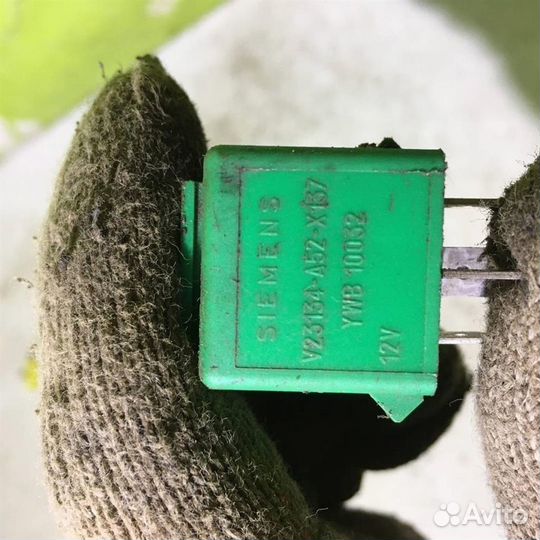 SIEMENS
V23134-A52-X137
YWB 10032
12V
Avito